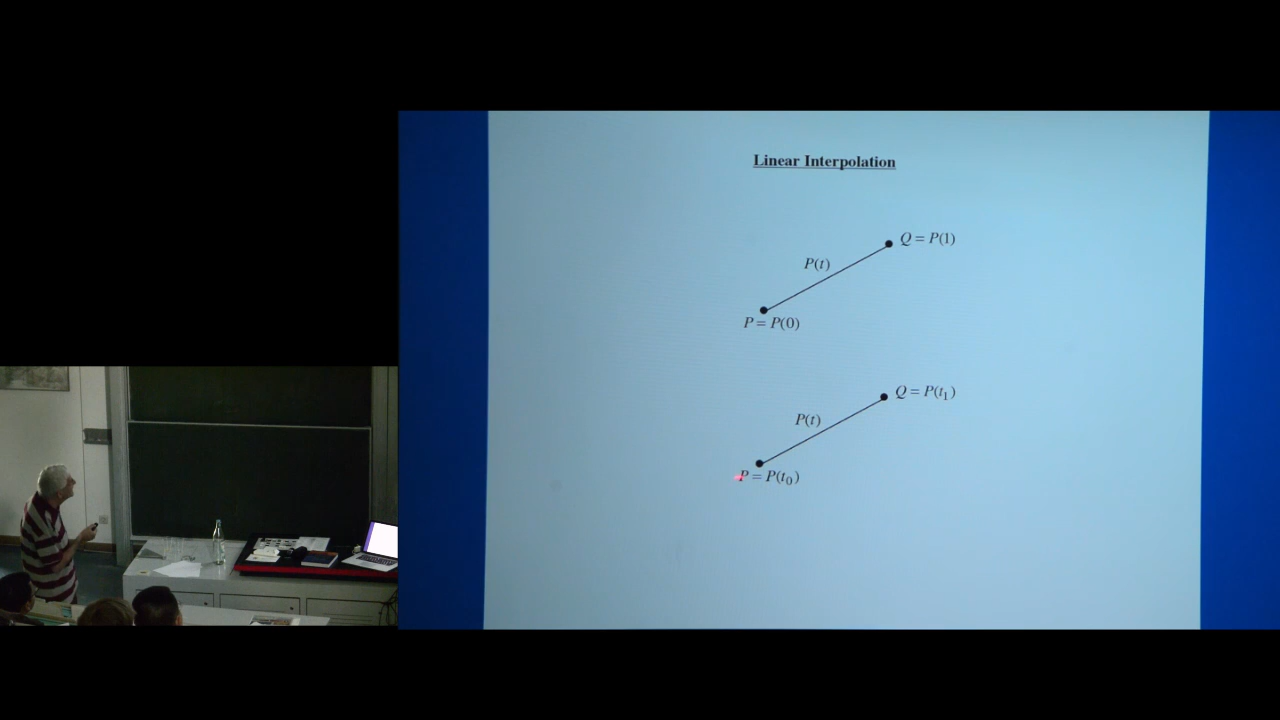 Linear Interpolation
Q = P(1)
P(t)
P = P(0)
Q = P(t₁)
P(t)
P = P(t₀)